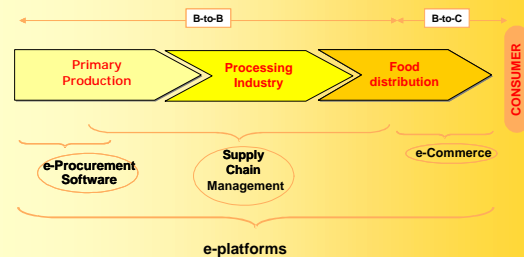 B-to-B
B-to-C
Primary
Production
Processing
Industry
Food
distribution
CONSUMER
e-Procurement
Software
Supply
Chain
Management
e-Commerce
e-platforms